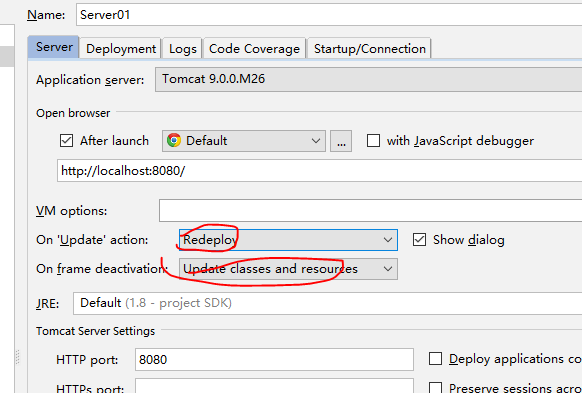 Name: Server01
Server Deployment Logs Code Coverage Startup/Connection
Application server: Tomcat 9.0.0.M26
Open browser
After launch Default ... with JavaScript debugger
http://localhost:8080/
VM options:
On 'Update' action: Redeploy Show dialog
On frame deactivation: Update classes and resources
JRE: Default (1.8 - project SDK)
Tomcat Server Settings
HTTP port: 8080 Deploy applications co
HTTPs port: Preserve sessions acros